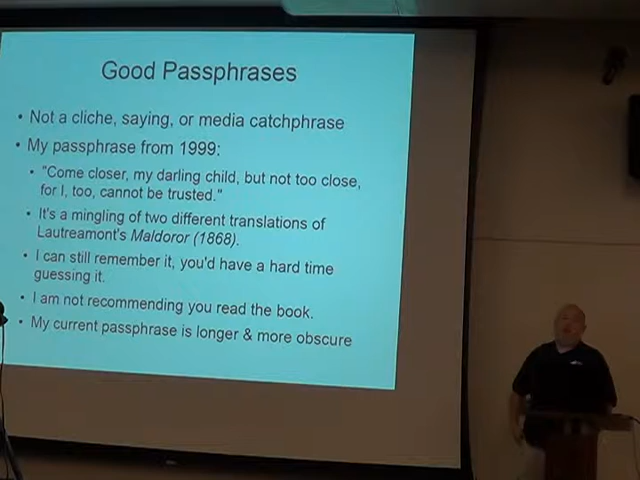 Good Passphrases
• Not a cliche, saying, or media catchphrase
• My passphrase from 1999:
• "Come closer, my darling child, but not too close,
for I, too, cannot be trusted."
• It's a mingling of two different translations of
Lautreamont's Maldoror (1868).
• I can still remember it, you'd have a hard time
guessing it.
• I am not recommending you read the book.
• My current passphrase is longer & more obscure